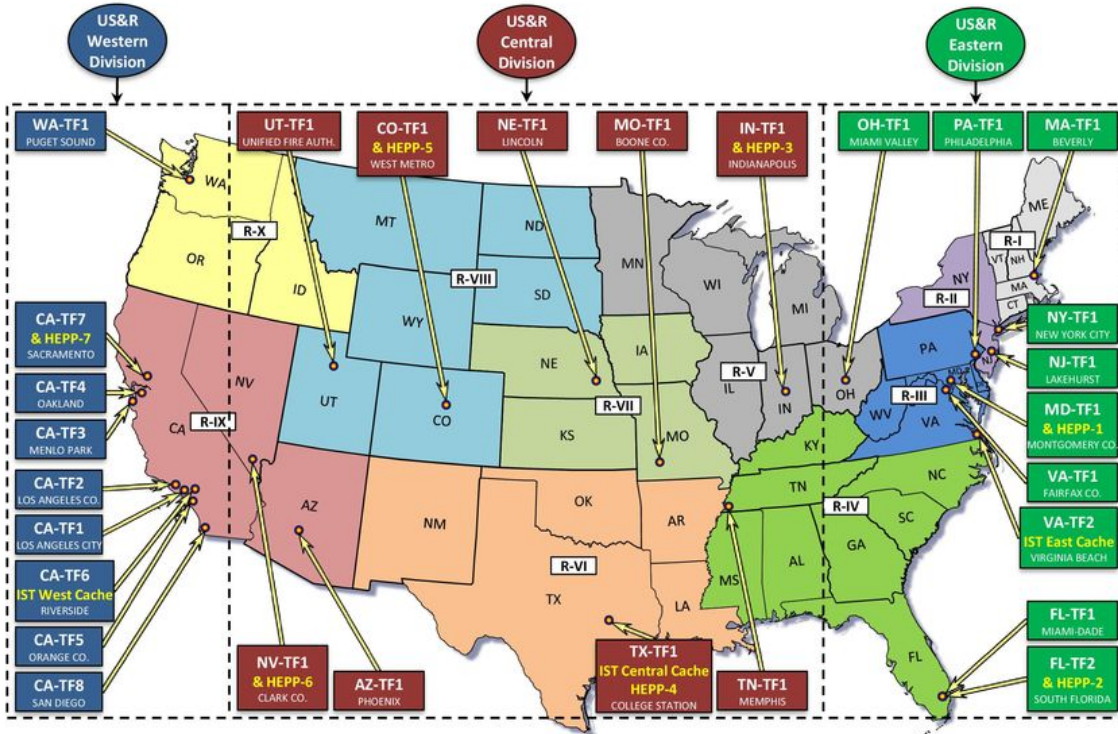 US&R
Western
Division
US&R
Central
Division
US&R
Eastern
Division
WA-TF1
PUGET SOUND
UT-TF1
UNIFIED FIRE AUTH.
CO-TF1
& HEPP-5
WEST METRO
NE-TF1
LINCOLN
MO-TF1
BOONE CO.
IN-TF1
& HEPP-3
INDIANAPOLIS
OH-TF1
MIAMI VALLEY
PA-TF1
PHILADELPHIA
MA-TF1
BEVERLY
CA-TF7
& HEPP-7
SACRAMENTO
CA-TF4
OAKLAND
CA-TF3
MENLO PARK
CA-TF2
LOS ANGELES CO.
CA-TF1
LOS ANGELES CITY
CA-TF6
IST West Cache
RIVERSIDE
CA-TF5
ORANGE CO.
CA-TF8
SAN DIEGO
NV-TF1
& HEPP-6
CLARK CO.
AZ-TF1
PHOENIX
TX-TF1
IST Central Cache
HEPP-4
COLLEGE STATION
TN-TF1
MEMPHIS
NY-TF1
NEW YORK CITY
NJ-TF1
LAKEHURST
MD-TF1
& HEPP-1
MONTGOMERY CO.
VA-TF1
FAIRFAX CO.
VA-TF2
IST East Cache
VIRGINIA BEACH
FL-TF1
MIAMI-DADE
FL-TF2
& HEPP-2
SOUTH FLORIDA
WA
R-X
OR
ID
MT
ND
R-VIII
SD
WY
MN
WI
MI
NY
R-II
R-I
ME
VT
NH
MA
CT
NV
UT
CO
NE
IA
R-VII
KS
MO
IL
R-V
IN
OH
PA
NJ
R-III
WV
VA
MD
CA
R-IX
AZ
NM
OK
AR
R-VI
TX
LA
KY
TN
R-IV
NC
SC
MS
AL
GA
FL